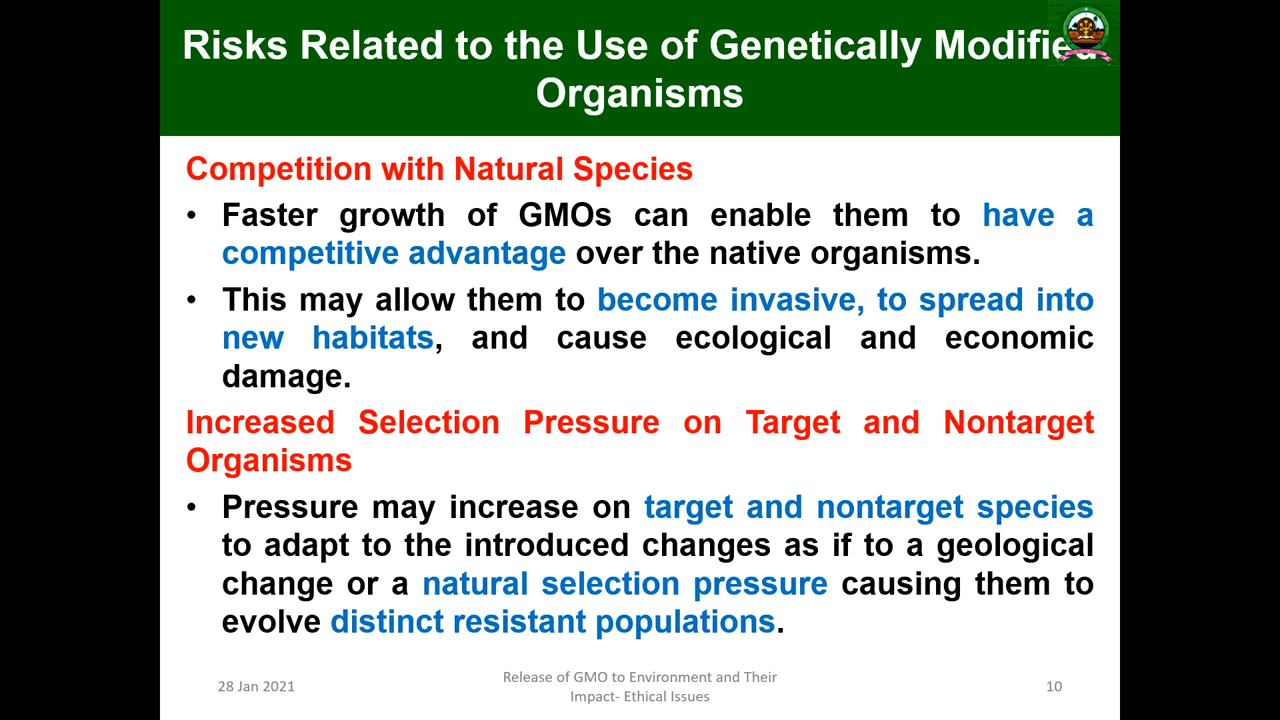 Risks Related to the Use of Genetically Modified
Organisms
Competition with Natural Species
• Faster growth of GMOs can enable them to have a
competitive advantage over the native organisms.
• This may allow them to become invasive, to spread into
new habitats, and cause ecological and economic
damage.
Increased Selection Pressure on Target and Nontarget
Organisms
• Pressure may increase on target and nontarget species
to adapt to the introduced changes as if to a geological
change or a natural selection pressure causing them to
evolve distinct resistant populations.
28 Jan 2021
Release of GMO to Environment and Their
Impact- Ethical Issues
10